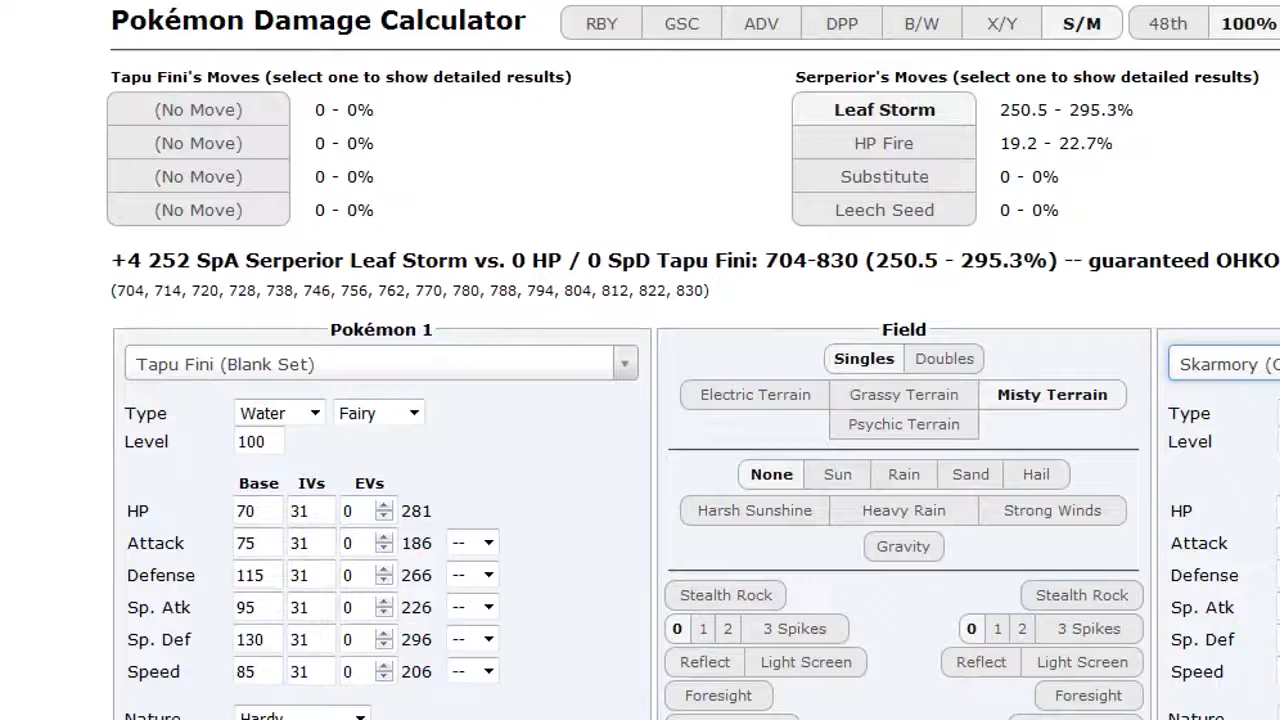 Pokémon Damage Calculator RBY GSC ADV DPP B/W X/Y S/M 48th 100%
Tapu Fini's Moves (select one to show detailed results) Serperior's Moves (select one to show detailed results)
(No Move) 0 - 0% Leaf Storm 250.5 - 295.3%
(No Move) 0 - 0% HP Fire 19.2 - 22.7%
(No Move) 0 - 0% Substitute 0 - 0%
(No Move) 0 - 0% Leech Seed 0 - 0%
+4 252 SpA Serperior Leaf Storm vs. 0 HP / 0 SpD Tapu Fini: 704-830 (250.5 - 295.3%) -- guaranteed OHKO
(704, 714, 720, 728, 738, 746, 756, 762, 770, 780, 788, 794, 804, 812, 822, 830)
Pokémon 1
Tapu Fini (Blank Set)
Type Water Fairy
Level 100
Base IVs EVs
HP 70 31 0 281
Attack 75 31 0 186 --
Defense 115 31 0 266 --
Sp. Atk 95 31 0 226 --
Sp. Def 130 31 0 296 --
Speed 85 31 0 206 --
Nature Hardy
Field
Singles Doubles
Electric Terrain Grassy Terrain Misty Terrain
Psychic Terrain
None Sun Rain Sand Hail
Harsh Sunshine Heavy Rain Strong Winds
Gravity
Stealth Rock Stealth Rock
0 1 2 3 Spikes 0 1 2 3 Spikes
Reflect Light Screen Reflect Light Screen
Foresight Foresight
Skarmory (
Type
Level
HP
Attack
Defense
Sp. Atk
Sp. Def
Speed
Nature